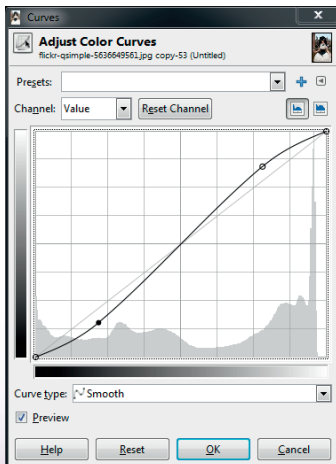 Curves
Adjust Color Curves
flickr-qsimple-5636649561.jpg copy-53 (Untitled)
Presets:
Channel: Value Reset Channel
Curve type: Smooth
Preview
Help Reset OK Cancel